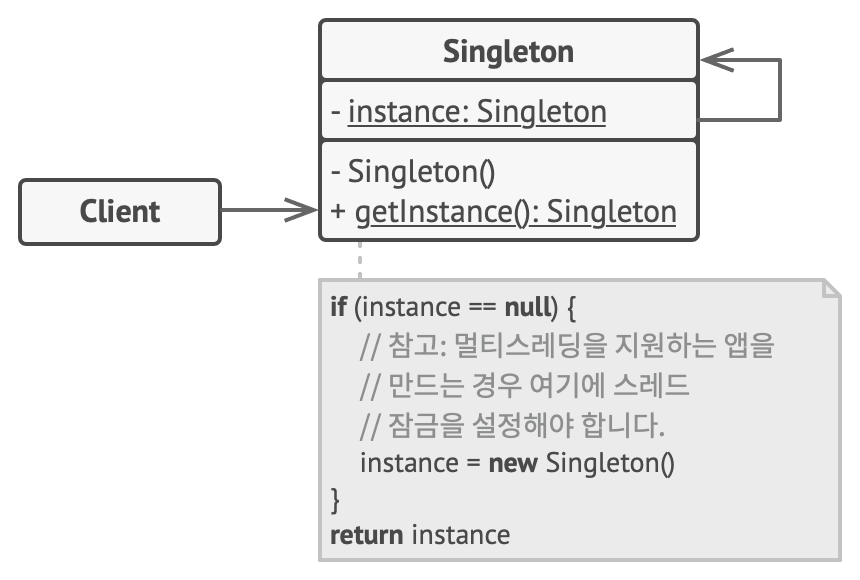 Singleton
- instance: Singleton
- Singleton()
Client
+ getInstance(): Singleton
if (instance == null) {
// 참고: 멀티스레딩을 지원하는 앱을
// 만드는 경우 여기에 스레드
// 잠금을 설정해야 합니다.
instance = new Singleton()
}
return instance